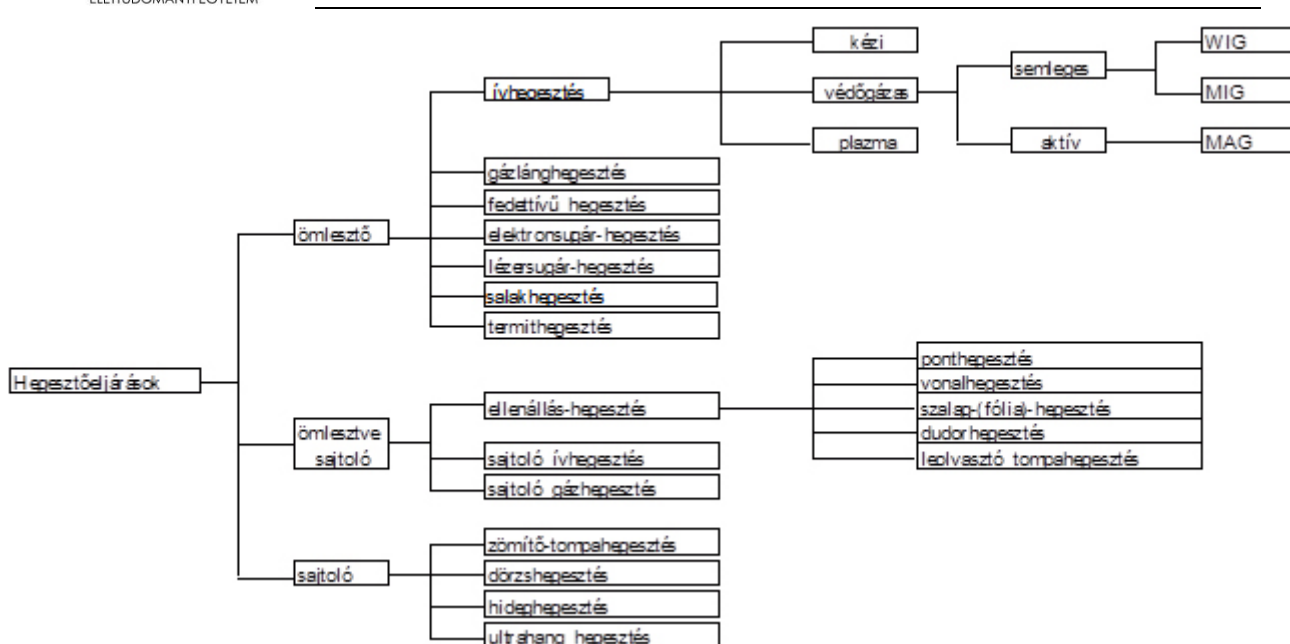 kézi
WIG
semleges
ívhegesztés
védőgázas
MIG
plazma
aktív
MAG
gázlánghegesztés
fedettívű hegesztés
ömlesztő
elektronsugár-hegesztés
lézersugár-hegesztés
salakhegesztés
termithegesztés
Hegesztőeljárások
ponthegesztés
vonalhegesztés
ellenállás-hegesztés
szalag-(fólia)-hegesztés
ömlesztve
sajtoló
dudorhegesztés
sajtoló ívhegesztés
leolvasztó tompahegesztés
sajtoló gázhegesztés
zömítő-tompahegesztés
sajtoló
dörzshegesztés
hideghegesztés
ultrahang hegesztés